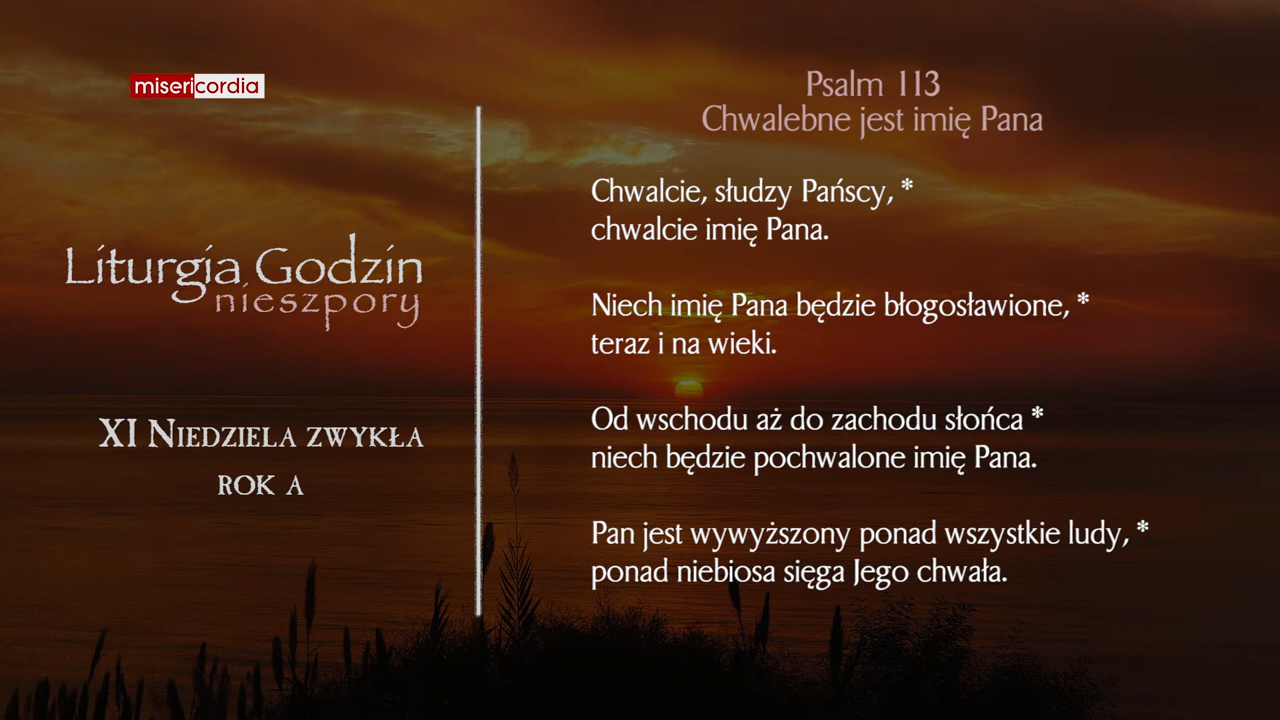 misericordia
Liturgia Godzin
nieszpory
XI Niedziela zwykła
rok a
Psalm 113
Chwalebne jest imię Pana
Chwalcie, słudzy Pańscy, *
chwalcie imię Pana.
Niech imię Pana będzie błogosławione, *
teraz i na wieki.
Od wschodu aż do zachodu słońca *
niech będzie pochwalone imię Pana.
Pan jest wywyższony ponad wszystkie ludy, *
ponad niebiosa sięga Jego chwała.